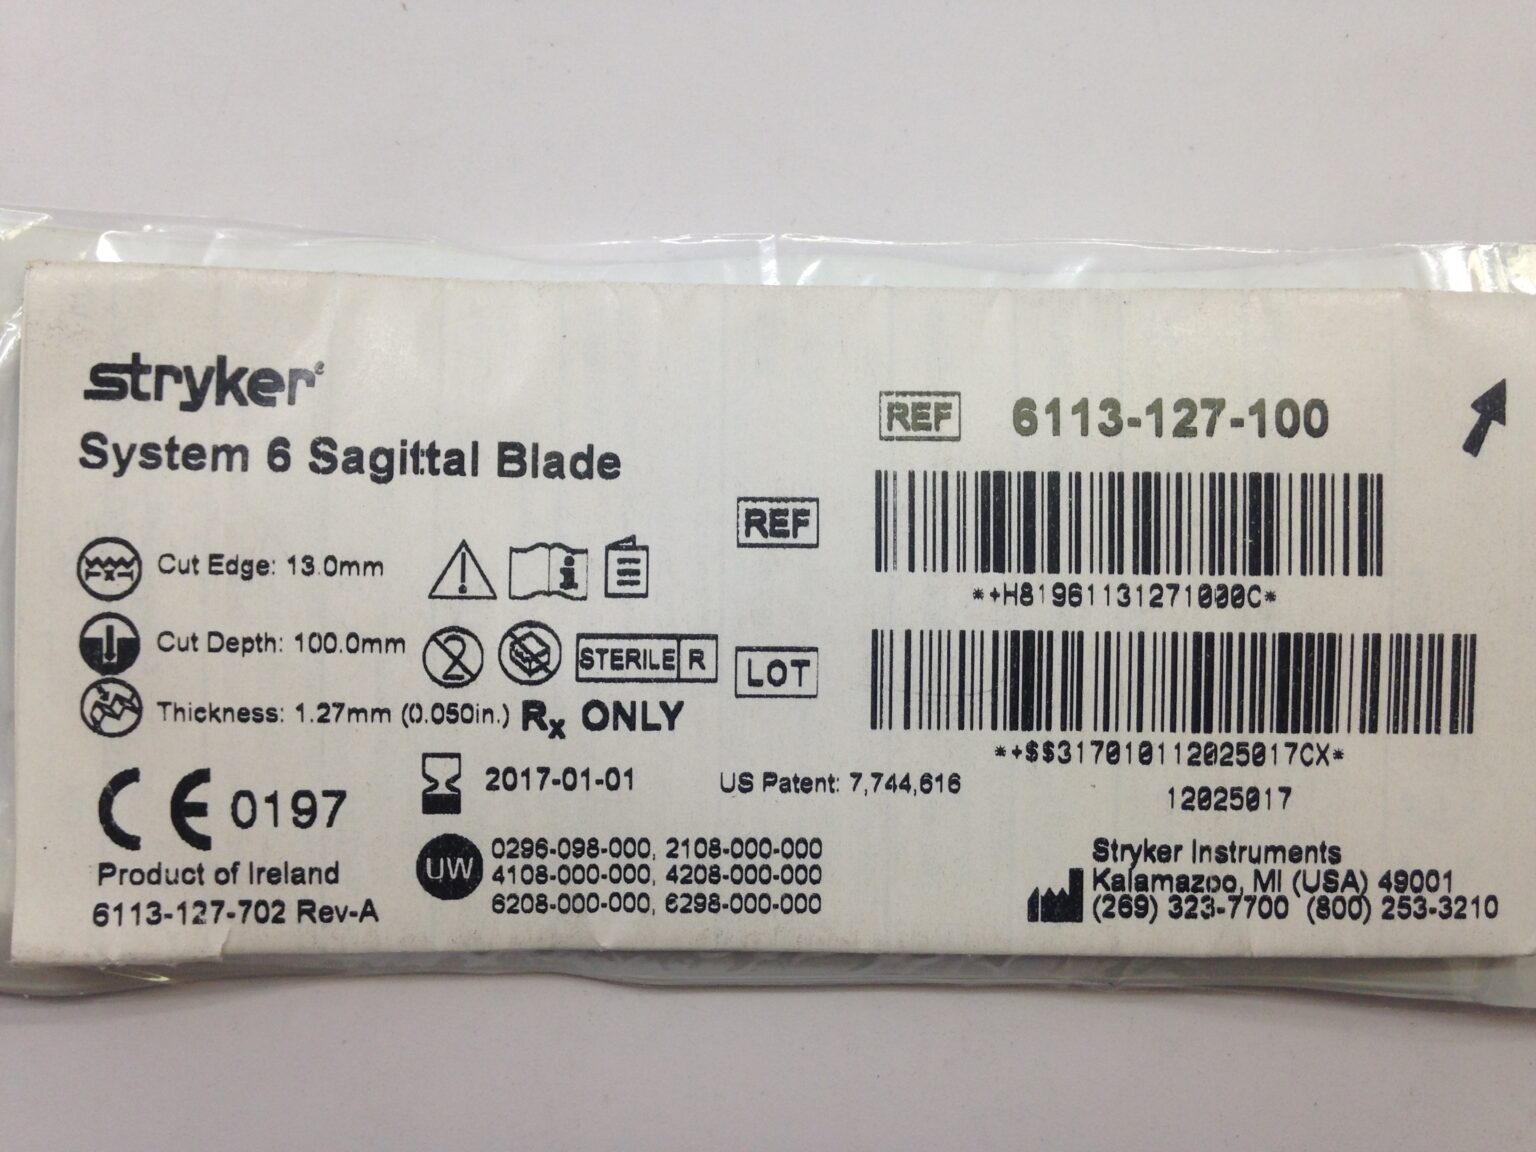 stryker
System 6 Sagittal Blade
Cut Edge: 13.0mm
Cut Depth: 100.0mm
Thickness: 1.27mm (0.050in.)
2
STERILE R
Rx ONLY
CE 0197
Product of Ireland
6113-127-702 Rev-A
2017-01-01
US Patent: 7,744,616
UW
0296-098-000, 2108-000-000
4108-000-000, 4208-000-000
6208-000-000, 6298-000-000
REF 6113-127-100
REF
*+H819611312710000C*
LOT
*+$$317010112025017CX*
12025017
Stryker Instruments
Kalamazoo, MI (USA) 49001
(269) 323-7700 (800) 253-3210